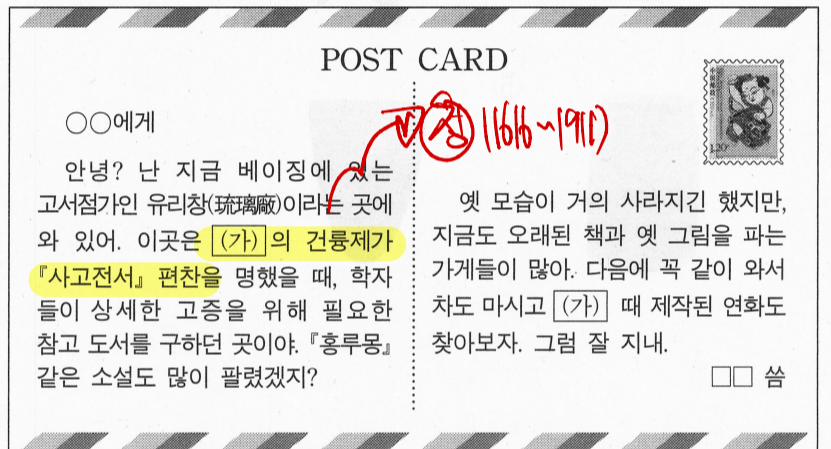 POST CARD
○○에게
청 (1616~1911)
안녕? 난 지금 베이징에 있는
고서점가인 유리창(琉璃廠)이라는 곳에
와 있어. 이곳은 (가) 의 건륭제가
『사고전서』 편찬을 명했을 때, 학자
들이 상세한 고증을 위해 필요한
참고 도서를 구하던 곳이야. 『홍루몽』
같은 소설도 많이 팔렸겠지?
옛 모습이 거의 사라지긴 했지만,
지금도 오래된 책과 옛 그림을 파는
가게들이 많아. 다음에 꼭 같이 와서
차도 마시고 (가) 때 제작된 연화도
찾아보자. 그럼 잘 지내.
□□ 씀